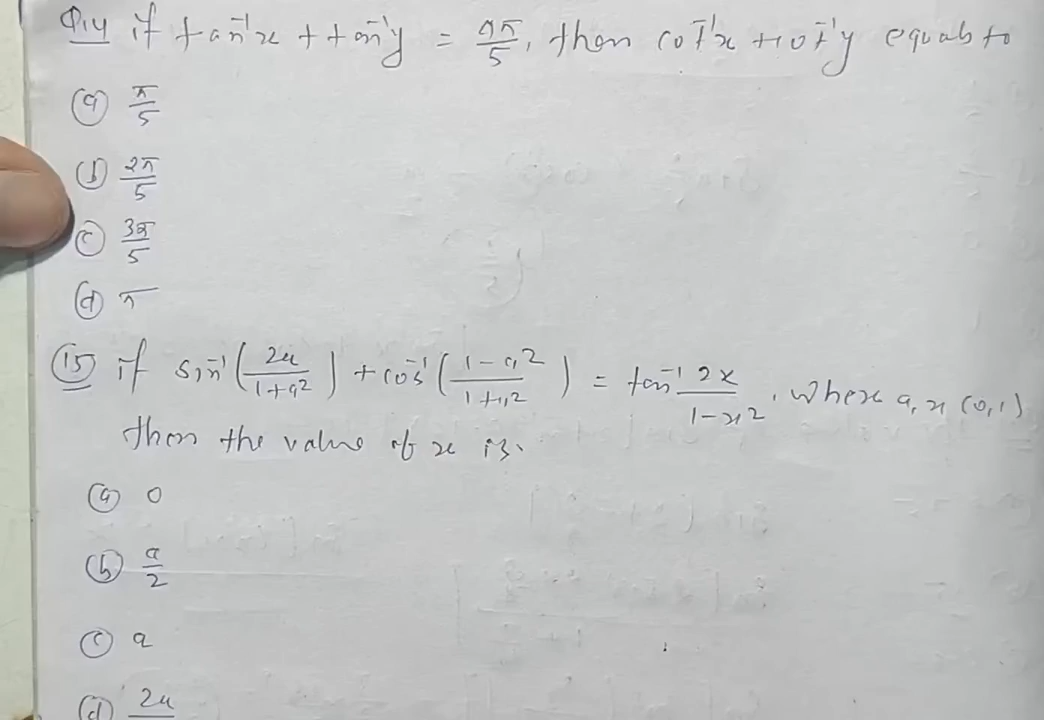 Q.14 if tan⁻¹x + tan⁻¹y = 4π/5, then cot⁻¹x + cot⁻¹y equals to
(a) π/5
(b) 2π/5
(c) 3π/5
(d) π
(15) if sin⁻¹(2a/1+a²) + cos⁻¹(1-a²/1+a²) = tan⁻¹ 2x/1-x², where a, x (0,1)
then the value of x is.
(a) 0
(b) a/2
(c) a
(d) 2a